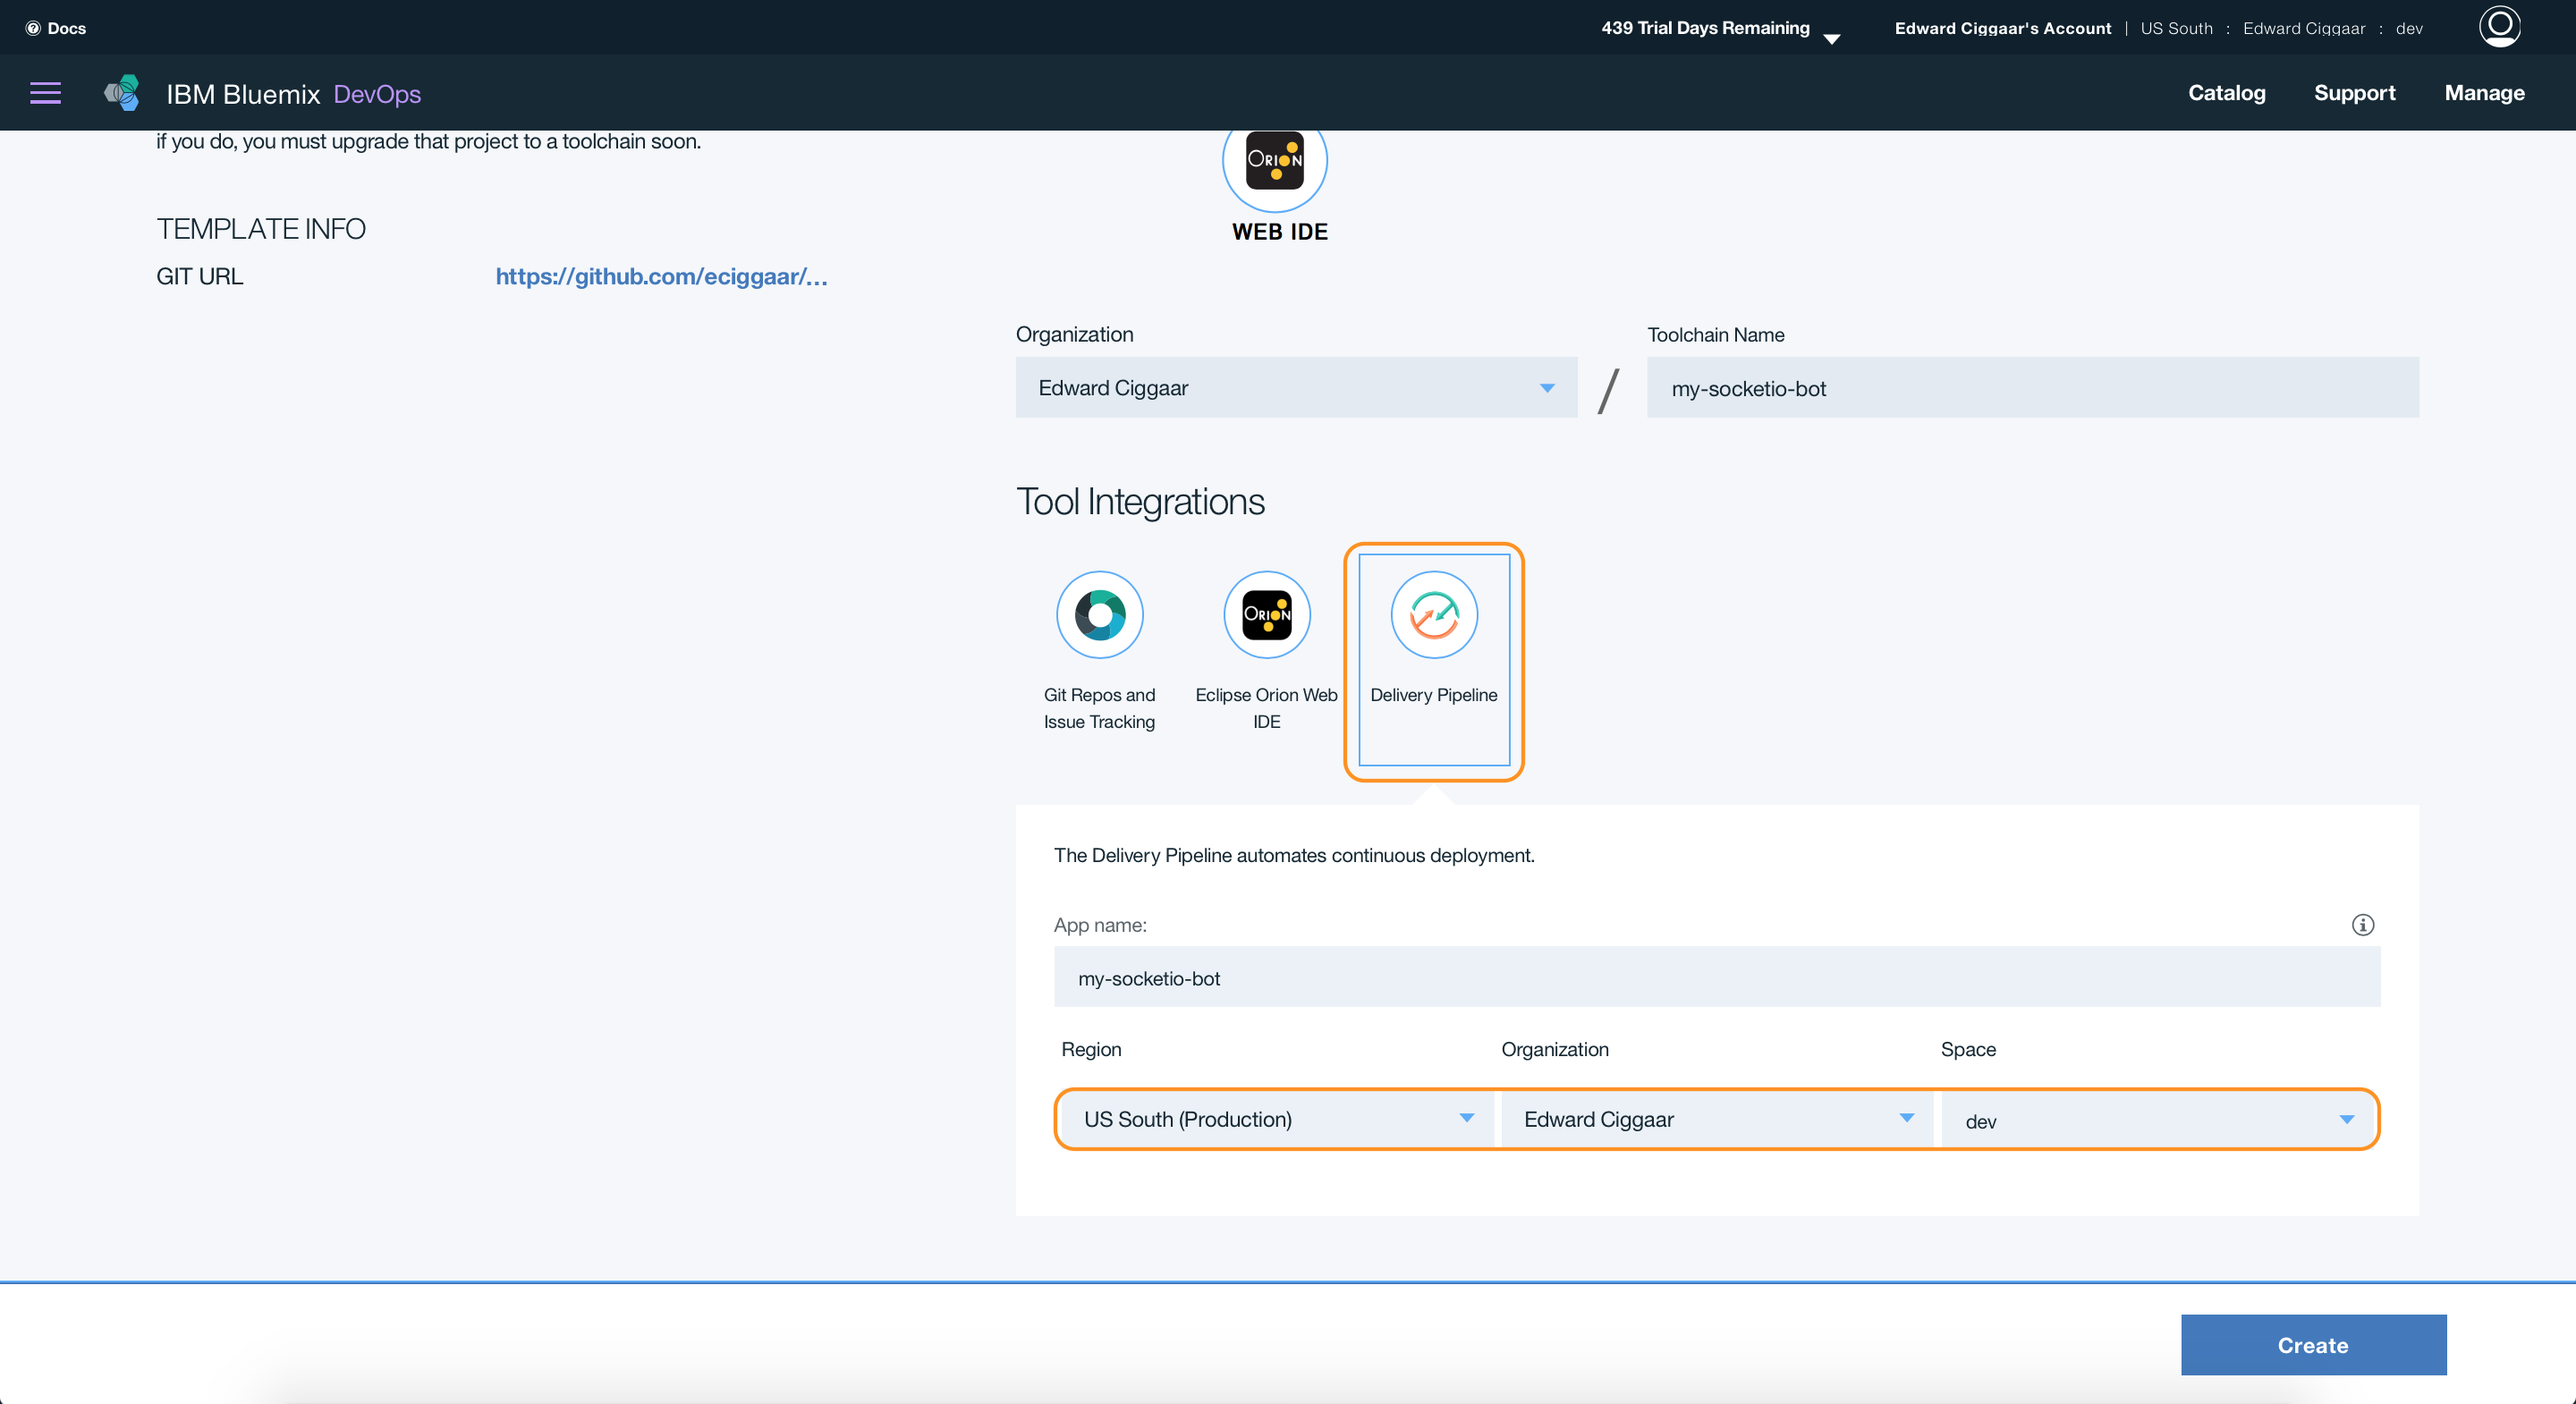 Docs
439 Trial Days Remaining
Edward Ciggaar's Account | US South : Edward Ciggaar : dev
IBM Bluemix DevOps
Catalog
Support
Manage
if you do, you must upgrade that project to a toolchain soon.
ORION
WEB IDE
TEMPLATE INFO
GIT URL
https://github.com/eciggaar/...
Organization
Toolchain Name
Edward Ciggaar
/
my-socketio-bot
Tool Integrations
ORION
Git Repos and
Issue Tracking
Eclipse Orion Web
IDE
Delivery Pipeline
The Delivery Pipeline automates continuous deployment.
App name:
my-socketio-bot
Region
Organization
Space
US South (Production)
Edward Ciggaar
dev
Create